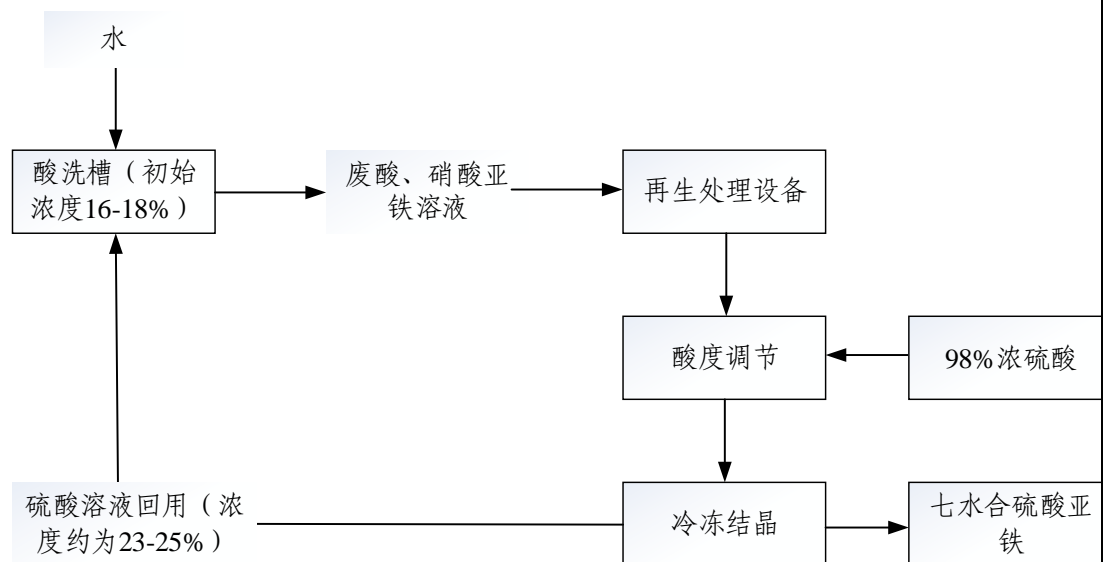 水
酸洗槽（初始
浓度16-18%）
废酸、硝酸亚
铁溶液
再生处理设备
酸度调节
98%浓硫酸
硫酸溶液回用（浓
度约为23-25%）
冷冻结晶
七水合硫酸亚
铁